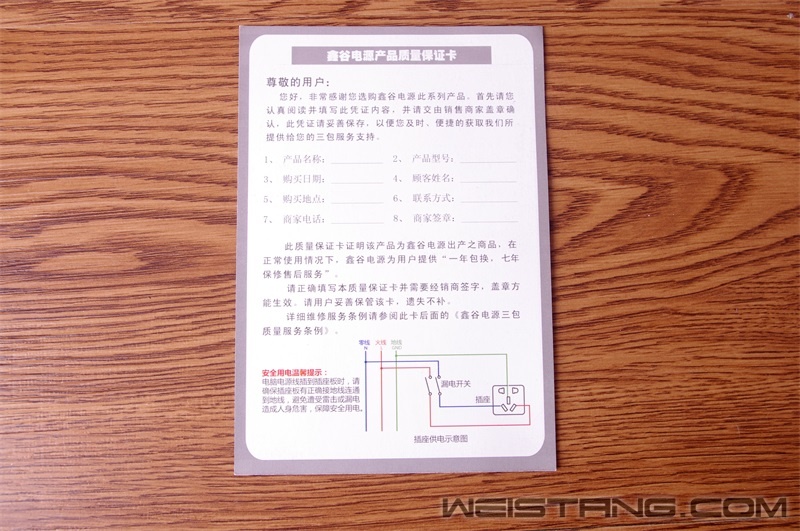 鑫谷电源产品质量保证卡
尊敬的用户：
您好，非常感谢您选购鑫谷电源此系列产品，首先请您
认真阅读并填写此凭证内容，并请交由销售商家盖章确
认，此凭证请妥善保存，以便您及时、便捷的获取我们所
提供给您的三包服务支持。
1、 产品名称： 2、 产品型号：
3、 购买日期： 4、 顾客姓名：
5、 购买地点： 6、 联系方式：
7、 商家电话： 8、 商家签章：
此质量保证卡证明该产品为鑫谷电源出产之商品，在
正常使用情况下，鑫谷电源为用户提供“一年包换，七年
保修售后服务”。
请正确填写本质量保证卡并需要经销商签字，盖章方
能生效。请用户妥善保管该卡，遗失不补。
详细维修服务条例请参阅此卡后面的《鑫谷电源三包
质量服务条例》。
零线 火线 地线
N L GND
安全用电温馨提示：
电脑电源线插到插座板时，请
确保插座板有正确接地线连通
到地线，避免遭受雷击或漏电
造成人身危害，保障安全用电。
漏电开关
插座
插座供电示意图
WEISTANG.COM